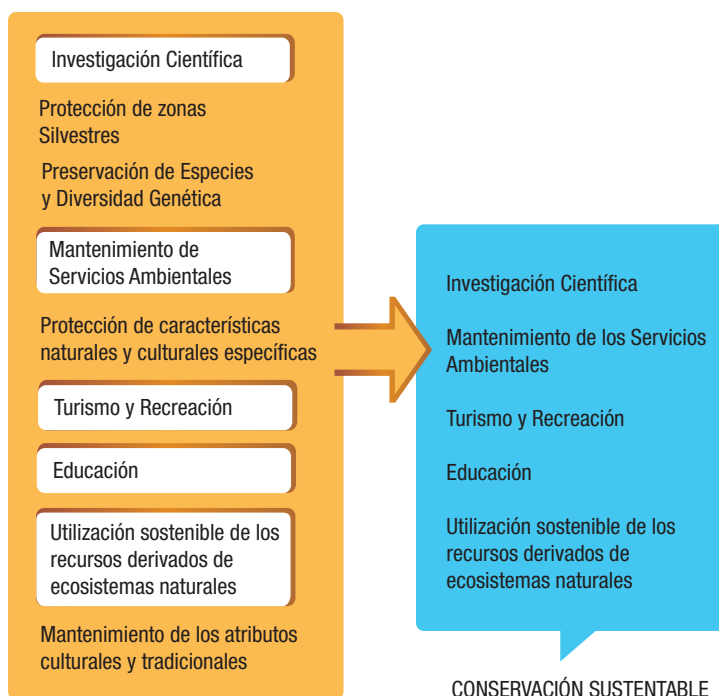 Investigación Científica
Protección de zonas
Silvestres
Preservación de Especies
y Diversidad Genética
Mantenimiento de
Servicios Ambientales
Protección de características
naturales y culturales específicas
Turismo y Recreación
Educación
Utilización sostenible de los
recursos derivados de
ecosistemas naturales
Mantenimiento de los atributos
culturales y tradicionales
Investigación Científica
Mantenimiento de los Servicios
Ambientales
Turismo y Recreación
Educación
Utilización sostenible de los
recursos derivados de
ecosistemas naturales
CONSERVACIÓN SUSTENTABLE